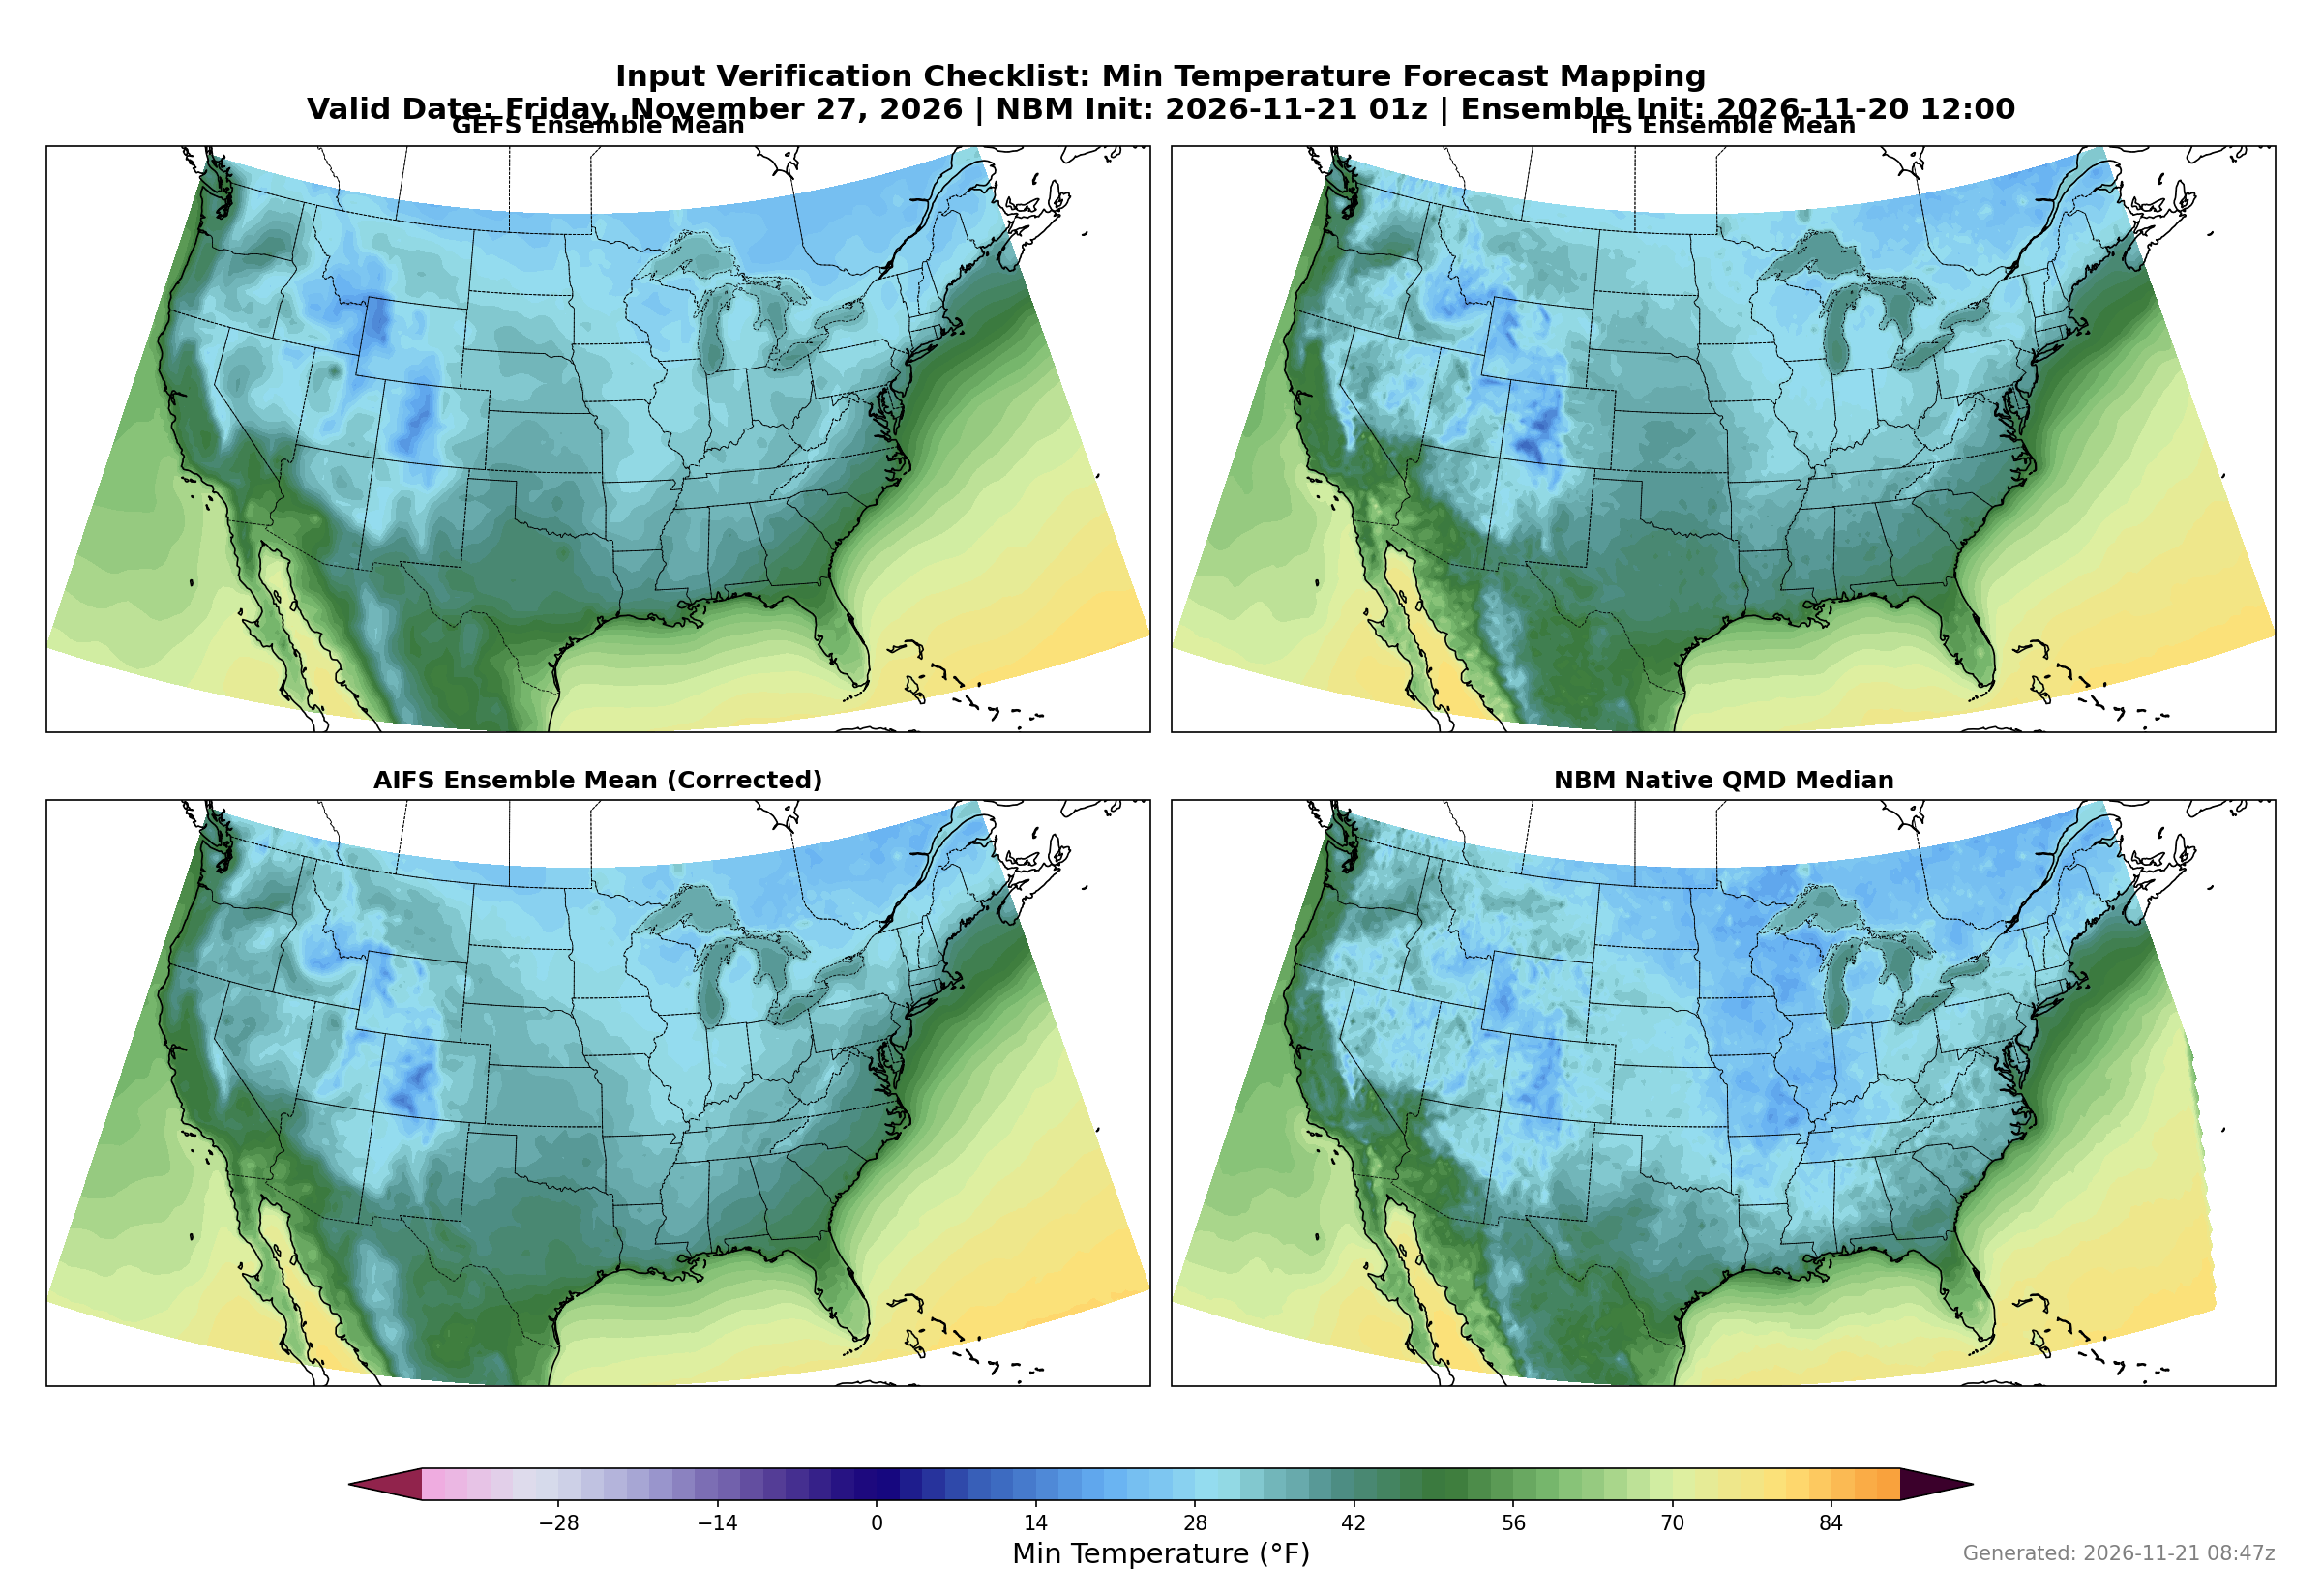 Input Verification Checklist: Min Temperature Forecast Mapping
Valid Date: Friday, November 27, 2026 | NBM Init: 2026-11-21 01z | Ensemble Init: 2026-11-20 12:00
GEFS Ensemble Mean
IFS Ensemble Mean
AIFS Ensemble Mean (Corrected)
NBM Native QMD Median
−28 −14 0 14 28 42 56 70 84
Min Temperature (°F)
Generated: 2026-11-21 08:47z